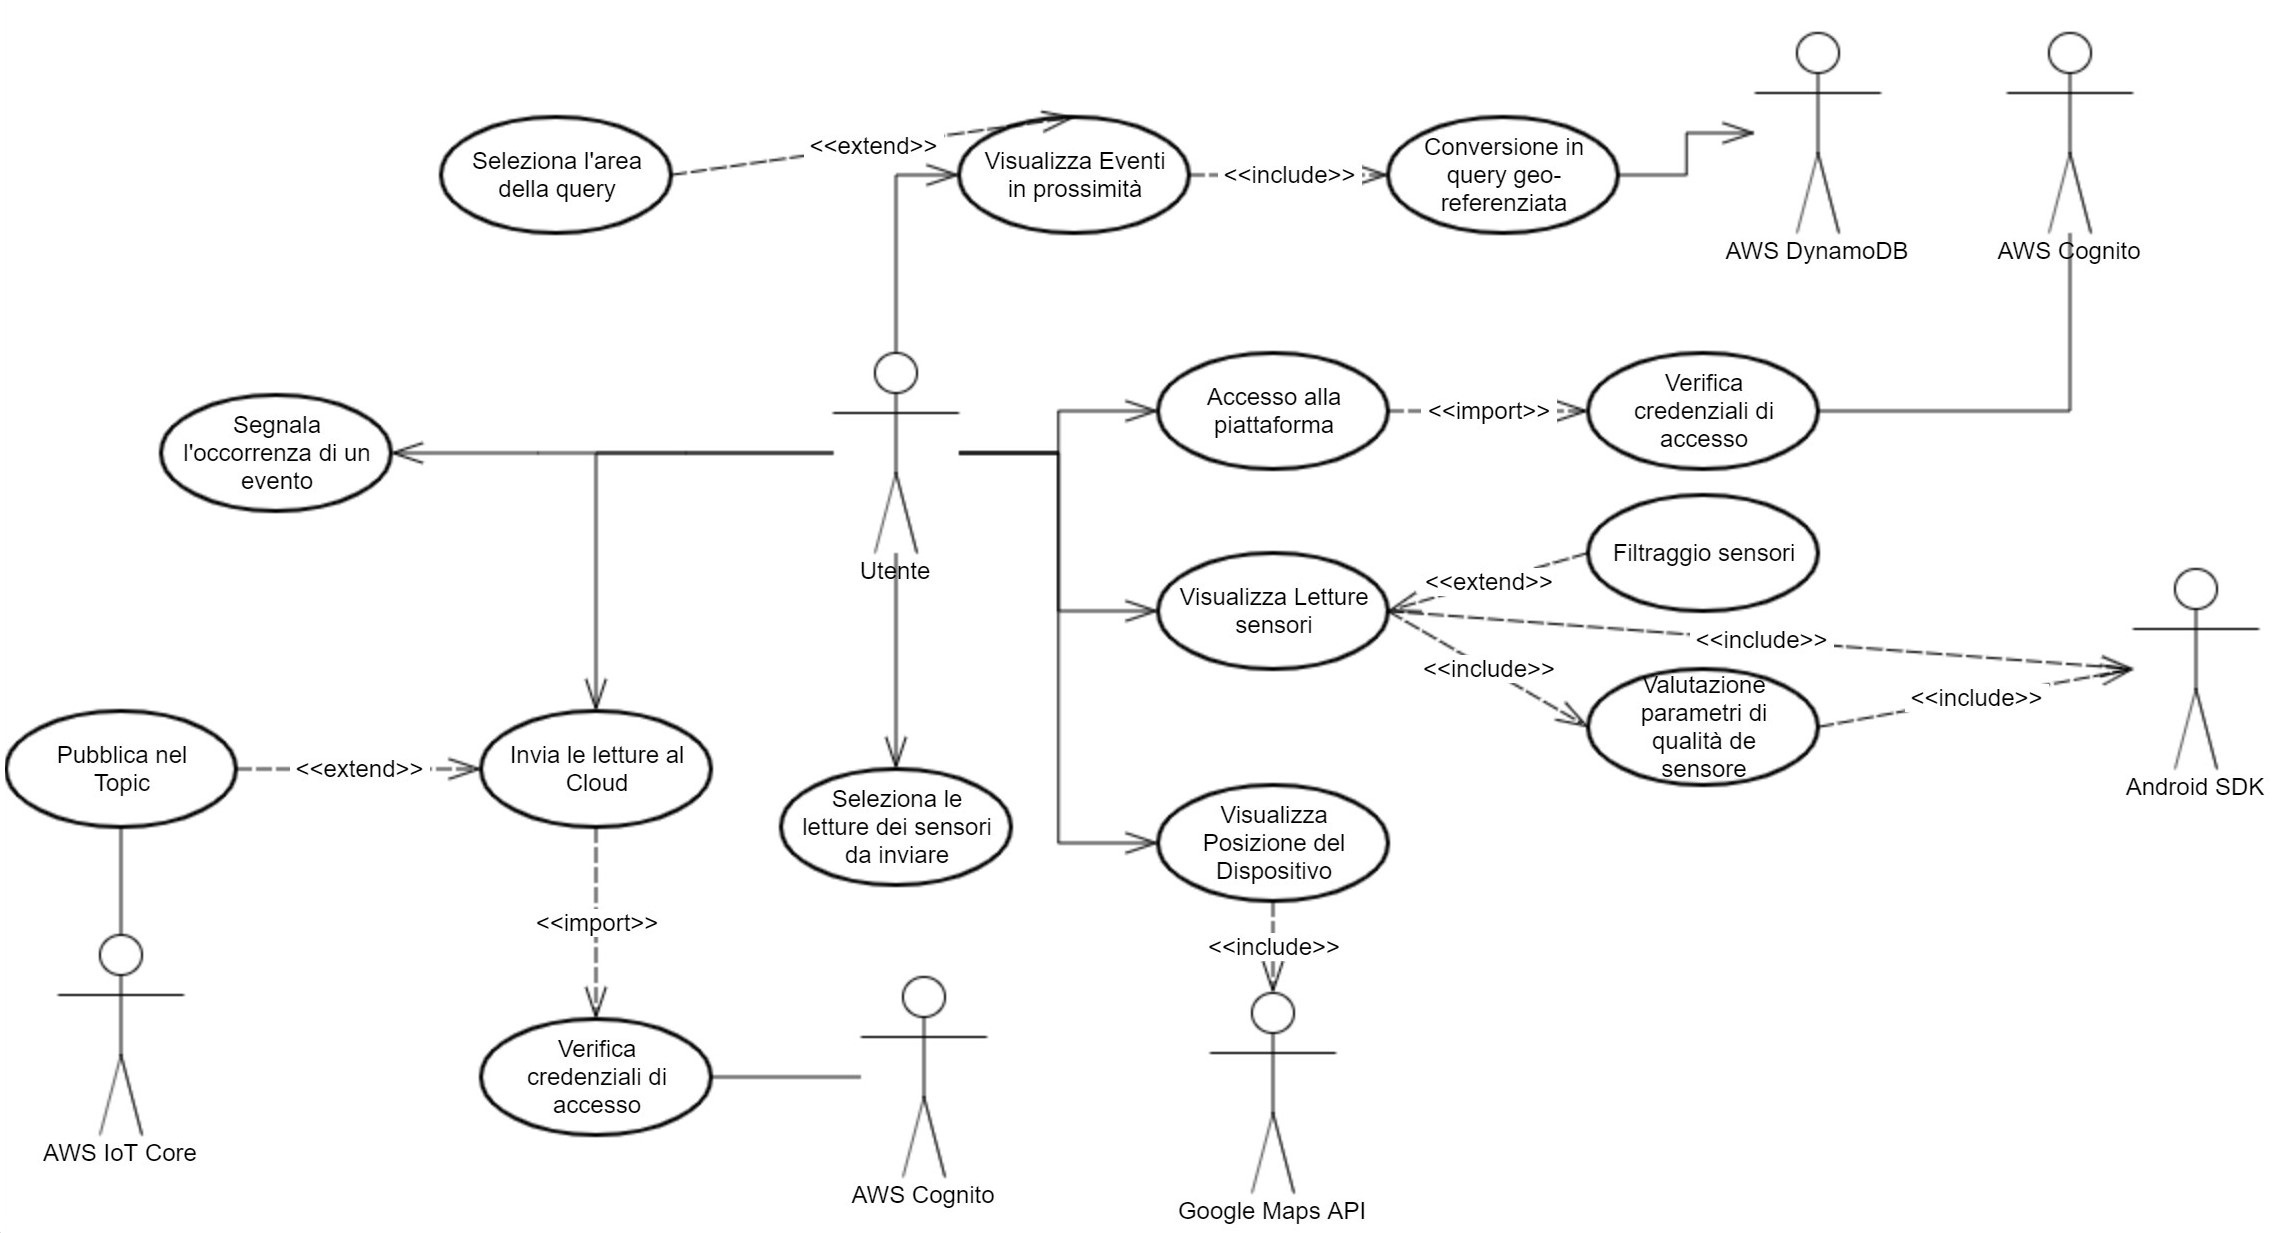 Seleziona l'area
della query
<<extend>>
Visualizza Eventi
in prossimità
<<include>>
Conversione in
query geo-
referenziata
AWS DynamoDB
AWS Cognito
Segnala
l'occorrenza di un
evento
Utente
Accesso alla
piattaforma
<<import>>
Verifica
credenziali di
accesso
Visualizza Letture
sensori
<<extend>>
Filtraggio sensori
<<include>>
<<include>>
Valutazione
parametri di
qualità de
sensore
<<include>>
Android SDK
Pubblica nel
Topic
<<extend>>
Invia le letture al
Cloud
Seleziona le
letture dei sensori
da inviare
Visualizza
Posizione del
Dispositivo
<<import>>
<<include>>
Verifica
credenziali di
accesso
AWS IoT Core
AWS Cognito
Google Maps API